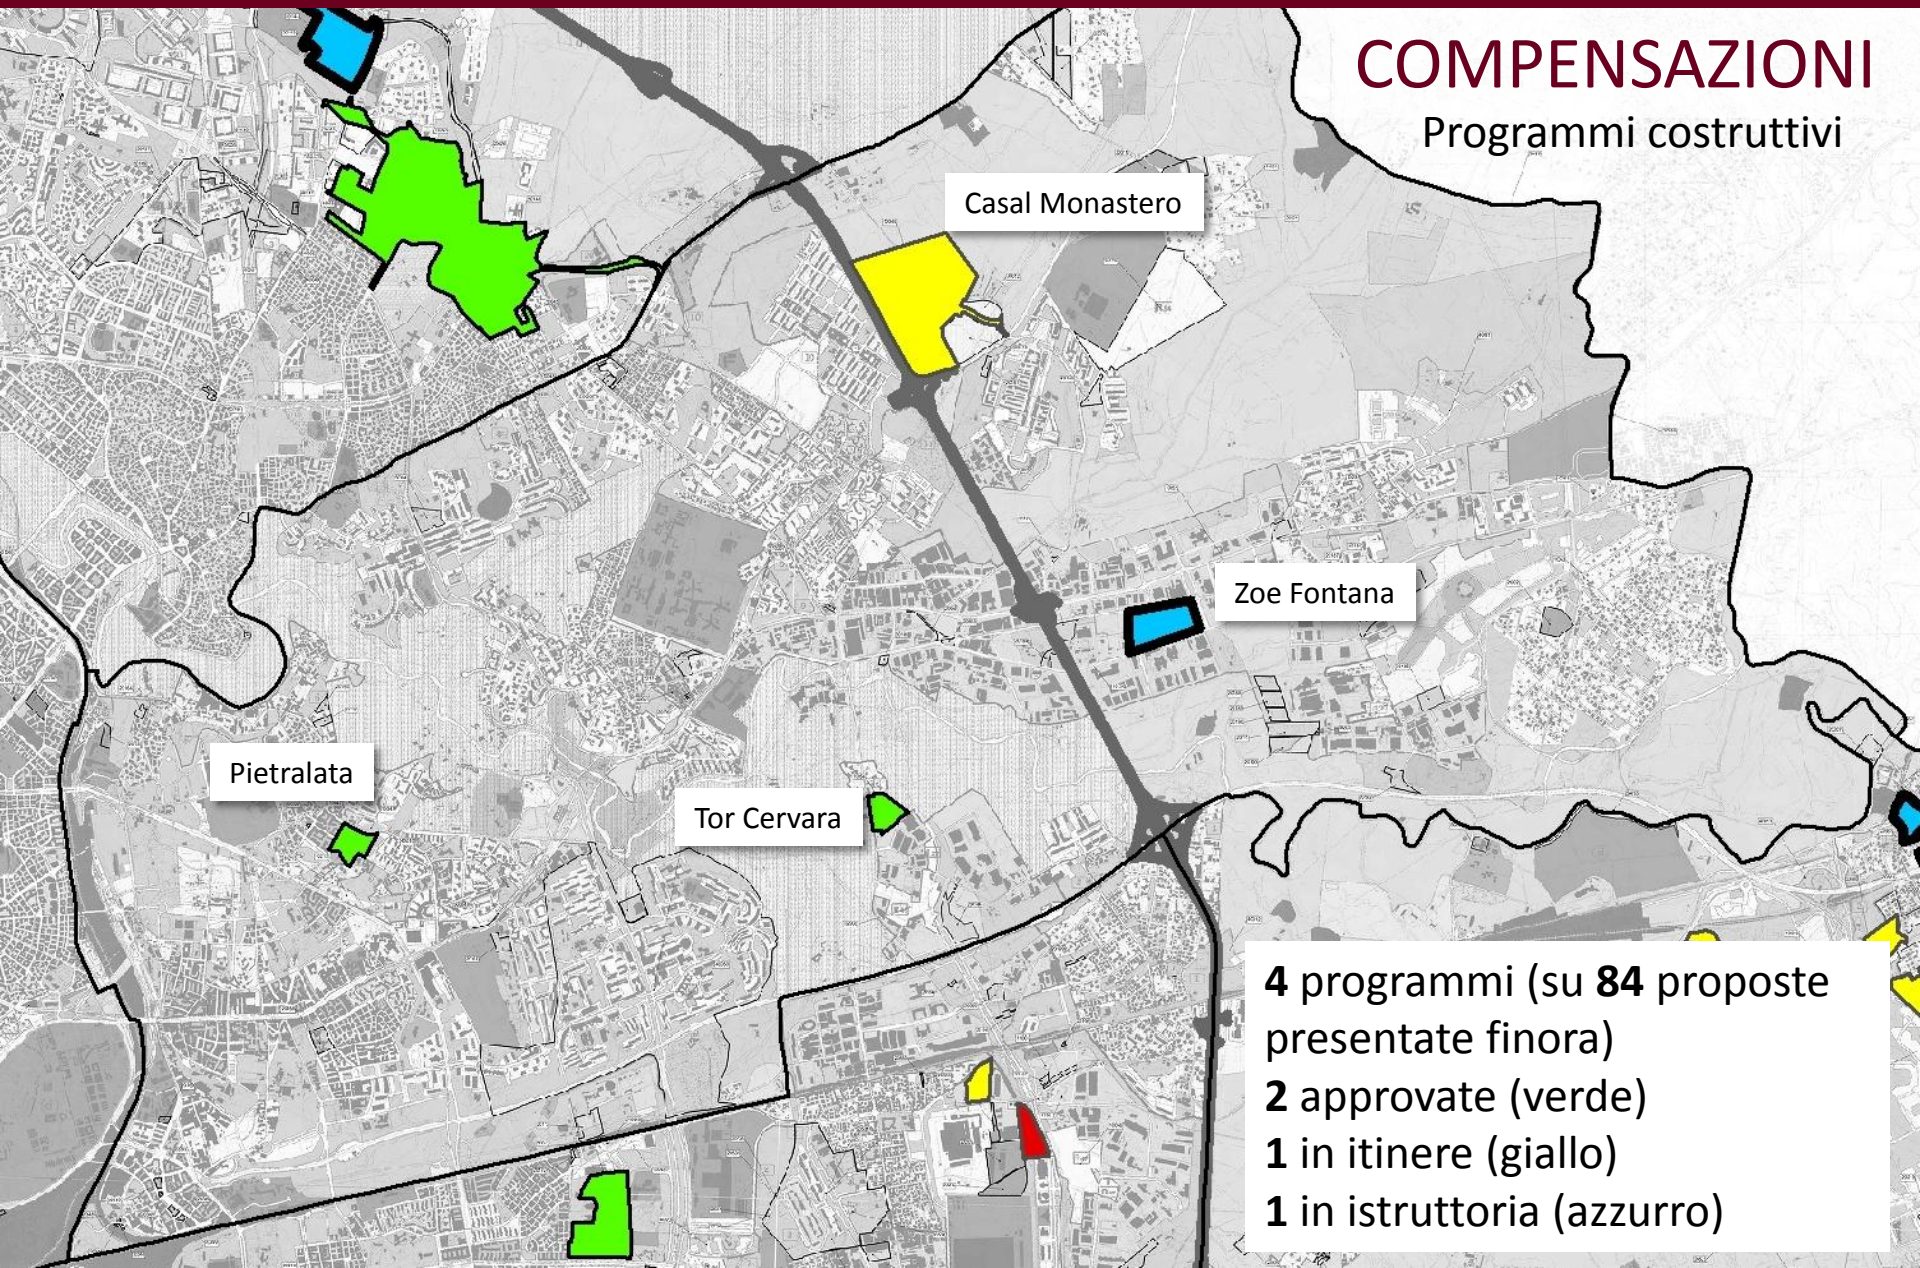 COMPENSAZIONI
Programmi costruttivi
Casal Monastero
Zoe Fontana
Pietralata
Tor Cervara
4 programmi (su 84 proposte
presentate finora)
2 approvate (verde)
1 in itinere (giallo)
1 in istruttoria (azzurro)